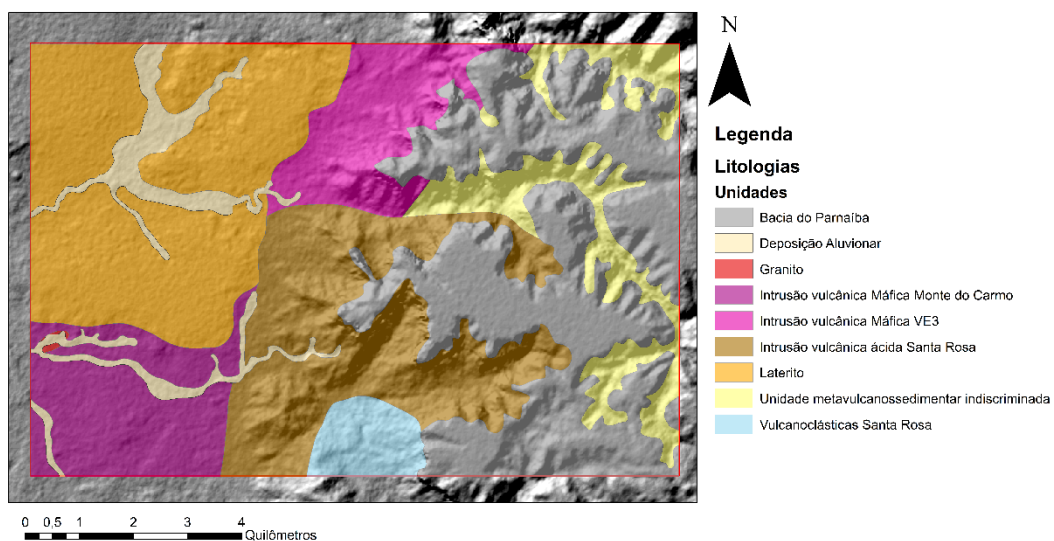 N
Legenda
Litologias
Unidades
Bacia do Parnaíba
Deposição Aluvionar
Granito
Intrusão vulcânica Máfica Monte do Carmo
Intrusão vulcânica Máfica VE3
Intrusão vulcânica ácida Santa Rosa
Laterito
Unidade metavulcanossedimentar indiscriminada
Vulcanoclásticas Santa Rosa
0 0,5 1 2 3 4
Quilômetros